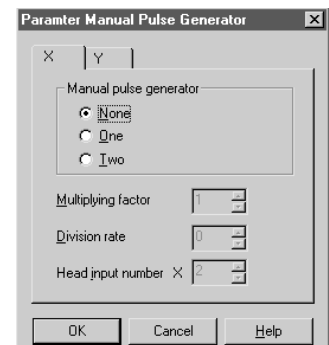 Paramter Manual Pulse Generator
X Y
Manual pulse generator
None
One
Two
Multiplying factor 1
Division rate 0
Head input number X 2
OK Cancel Help